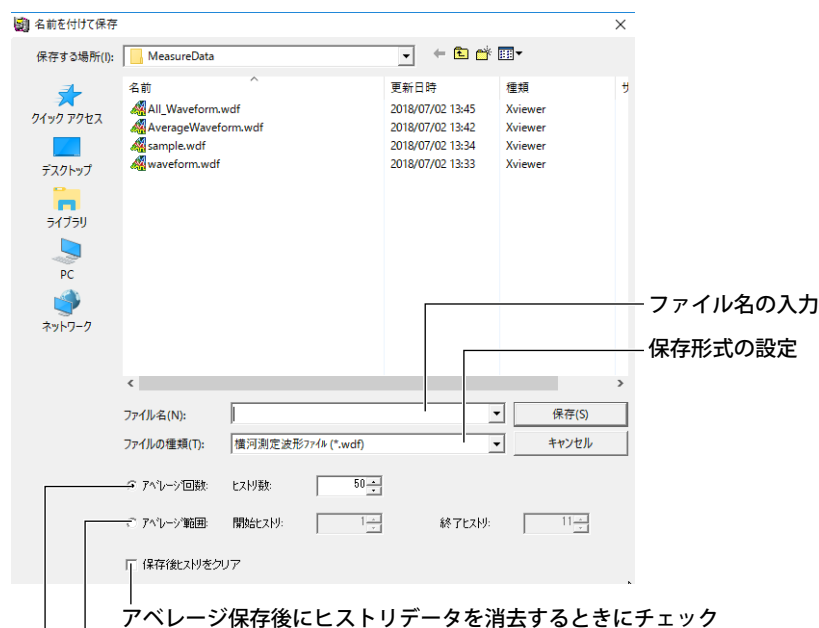 名前を付けて保存
保存する場所(I): MeasureData
名前 更新日時 種類 サ
All_Waveform.wdf 2018/07/02 13:45 Xviewer
AverageWaveform.wdf 2018/07/02 13:42 Xviewer
sample.wdf 2018/07/02 13:34 Xviewer
waveform.wdf 2018/07/02 13:33 Xviewer
クイック アクセス
デスクトップ
ライブラリ
PC
ネットワーク
ファイル名の入力
保存形式の設定
ファイル名(N): 保存(S)
ファイルの種類(T): 横河測定波形ファイル (*.wdf) キャンセル
アベレージ回数: ヒストリ数: 50
アベレージ範囲: 開始ヒストリ: 1 終了ヒストリ: 11
保存後ヒストリをクリア
アベレージ保存後にヒストリデータを消去するときにチェック